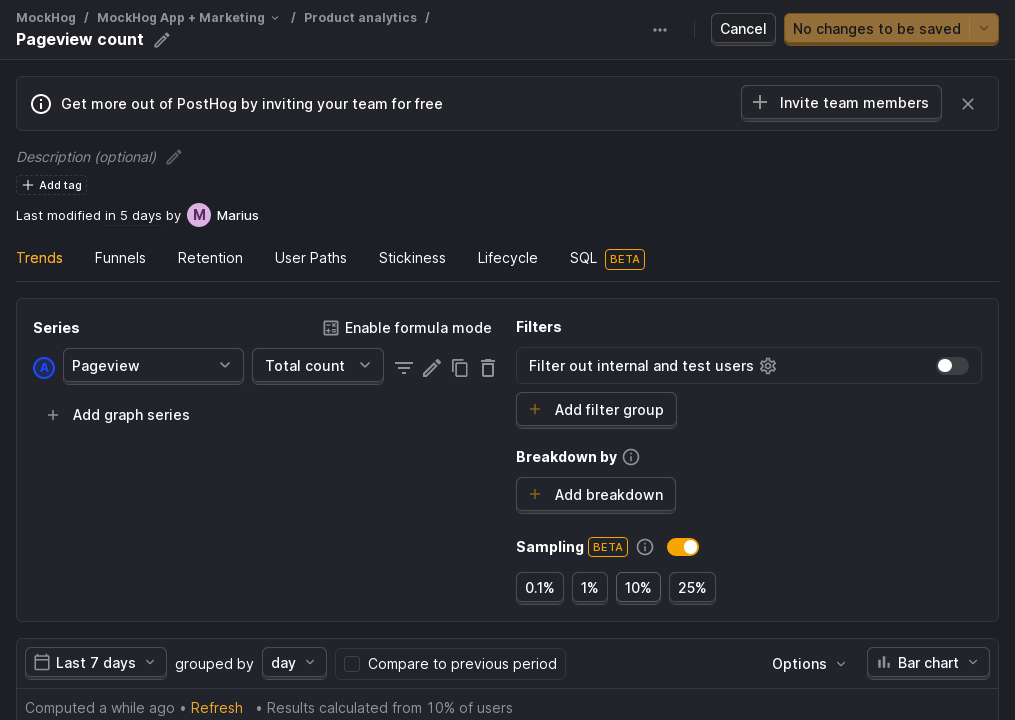 MockHog / MockHog App + Marketing / Product analytics /
Pageview count
Cancel
No changes to be saved
Get more out of PostHog by inviting your team for free
Invite team members
Description (optional)
Add tag
Last modified in 5 days by M Marius
Trends Funnels Retention User Paths Stickiness Lifecycle SQL BETA
Series
Enable formula mode
A Pageview Total count
Add graph series
Filters
Filter out internal and test users
Add filter group
Breakdown by
Add breakdown
Sampling BETA
0.1% 1% 10% 25%
Last 7 days grouped by day Compare to previous period Options Bar chart
Computed a while ago • Refresh • Results calculated from 10% of users